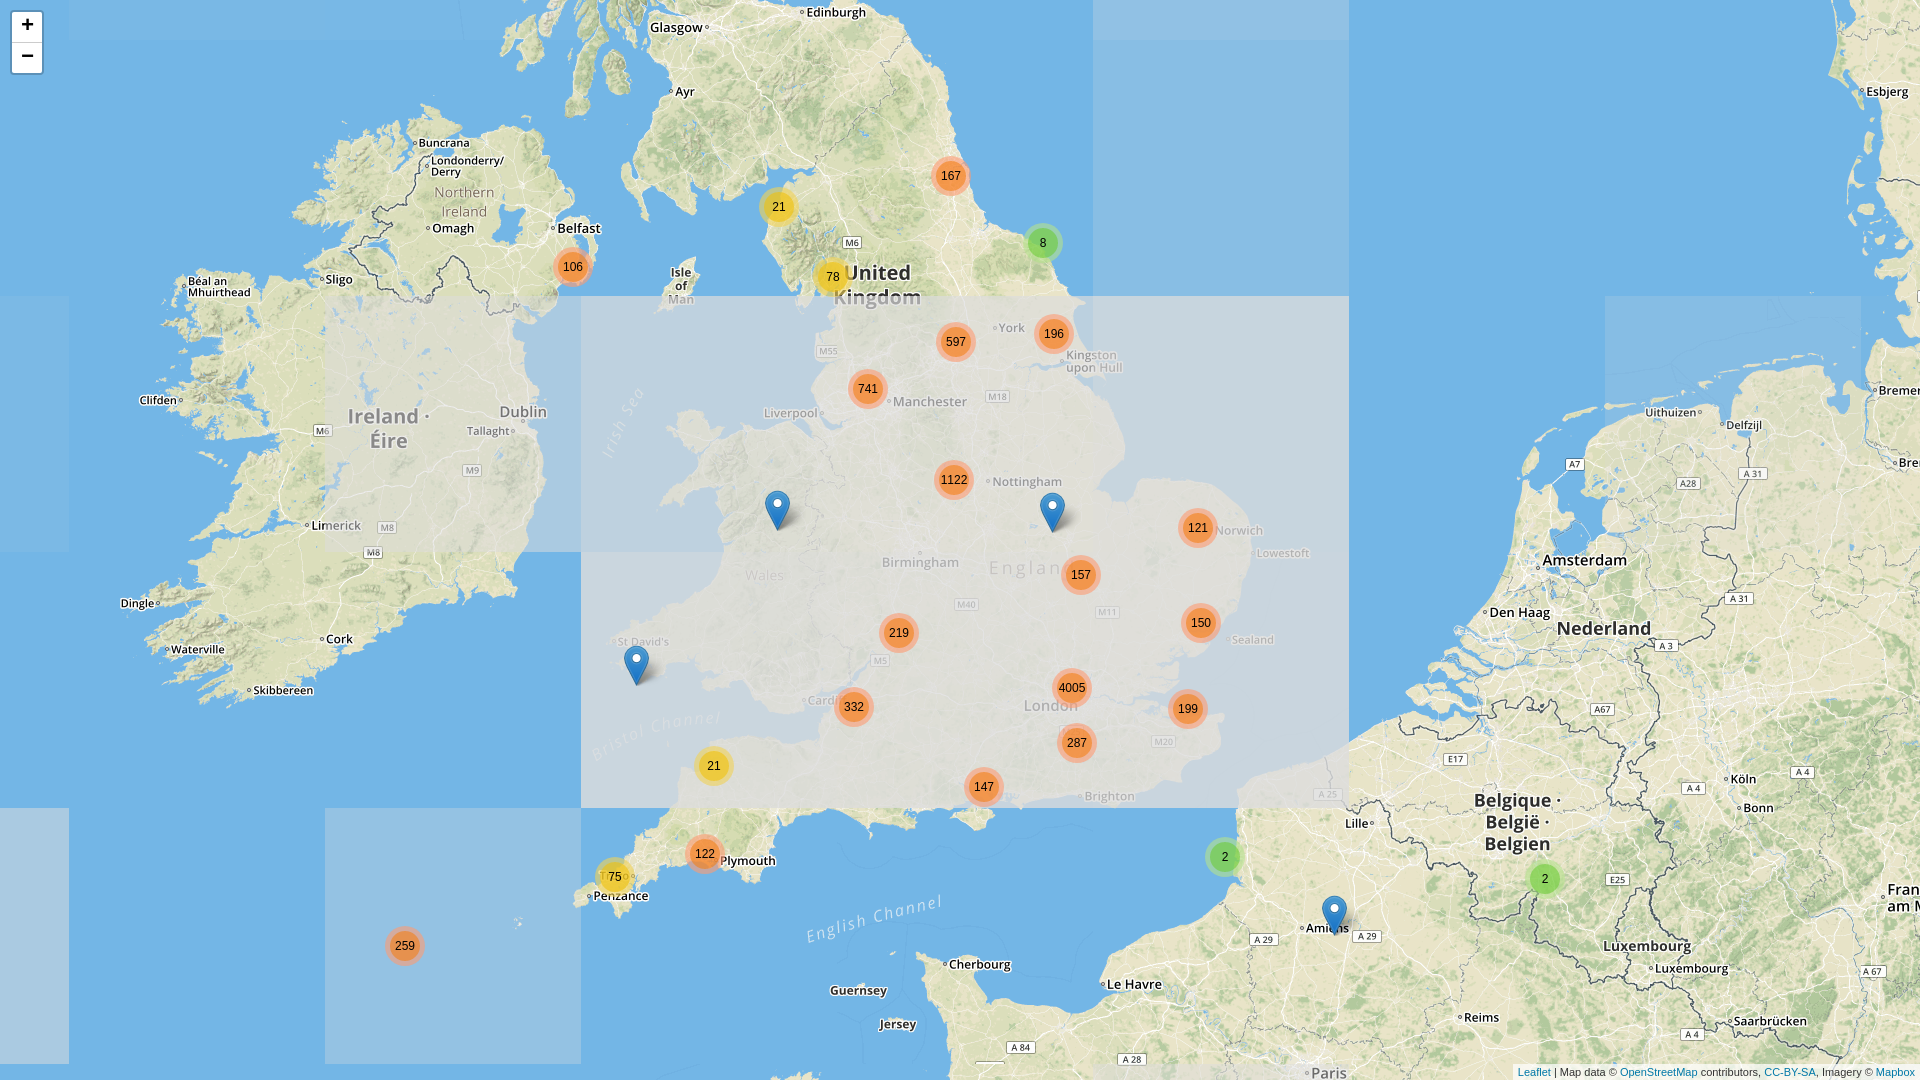 +
−
Edinburgh
Glasgow
Ayr
Esbjerg
Buncrana
Londonderry/
Derry
Northern
Ireland
Omagh
Belfast
167
21
M6
8
106
78
United
Kingdom
Isle
of
Man
Sligo
Béal an
Mhuirthead
597
York
196
M55
Kingston
upon Hull
741
Manchester
M18
Liverpool
Irish Sea
Clifden
Ireland ·
Éire
Dublin
Tallaght
M6
M9
Uithuizen
Delfzijl
A7
A 31
A28
1122
Nottingham
Limerick
M8
M8
121
Norwich
Lowestoft
Birmingham
Wales
157
M40
M11
Amsterdam
A 31
Dingle
Den Haag
Nederland
A 3
Cork
Waterville
Skibbereen
St David's
219
150
Sealand
M5
4005
London
199
332
287
M20
A67
E17
Bristol Channel
21
147
Brighton
A 25
Köln
A 4
A 4
Bonn
Belgique ·
België ·
Belgien
Lille
122
Plymouth
75
Penzance
2
2
E25
English Channel
259
A 29
Amiens
A 29
Luxembourg
Luxembourg
A 67
Cherbourg
Guernsey
Le Havre
Jersey
Reims
Saarbrücken
A 4
A 84
A 28
Paris
Leaflet | Map data © OpenStreetMap contributors, CC-BY-SA, Imagery © Mapbox